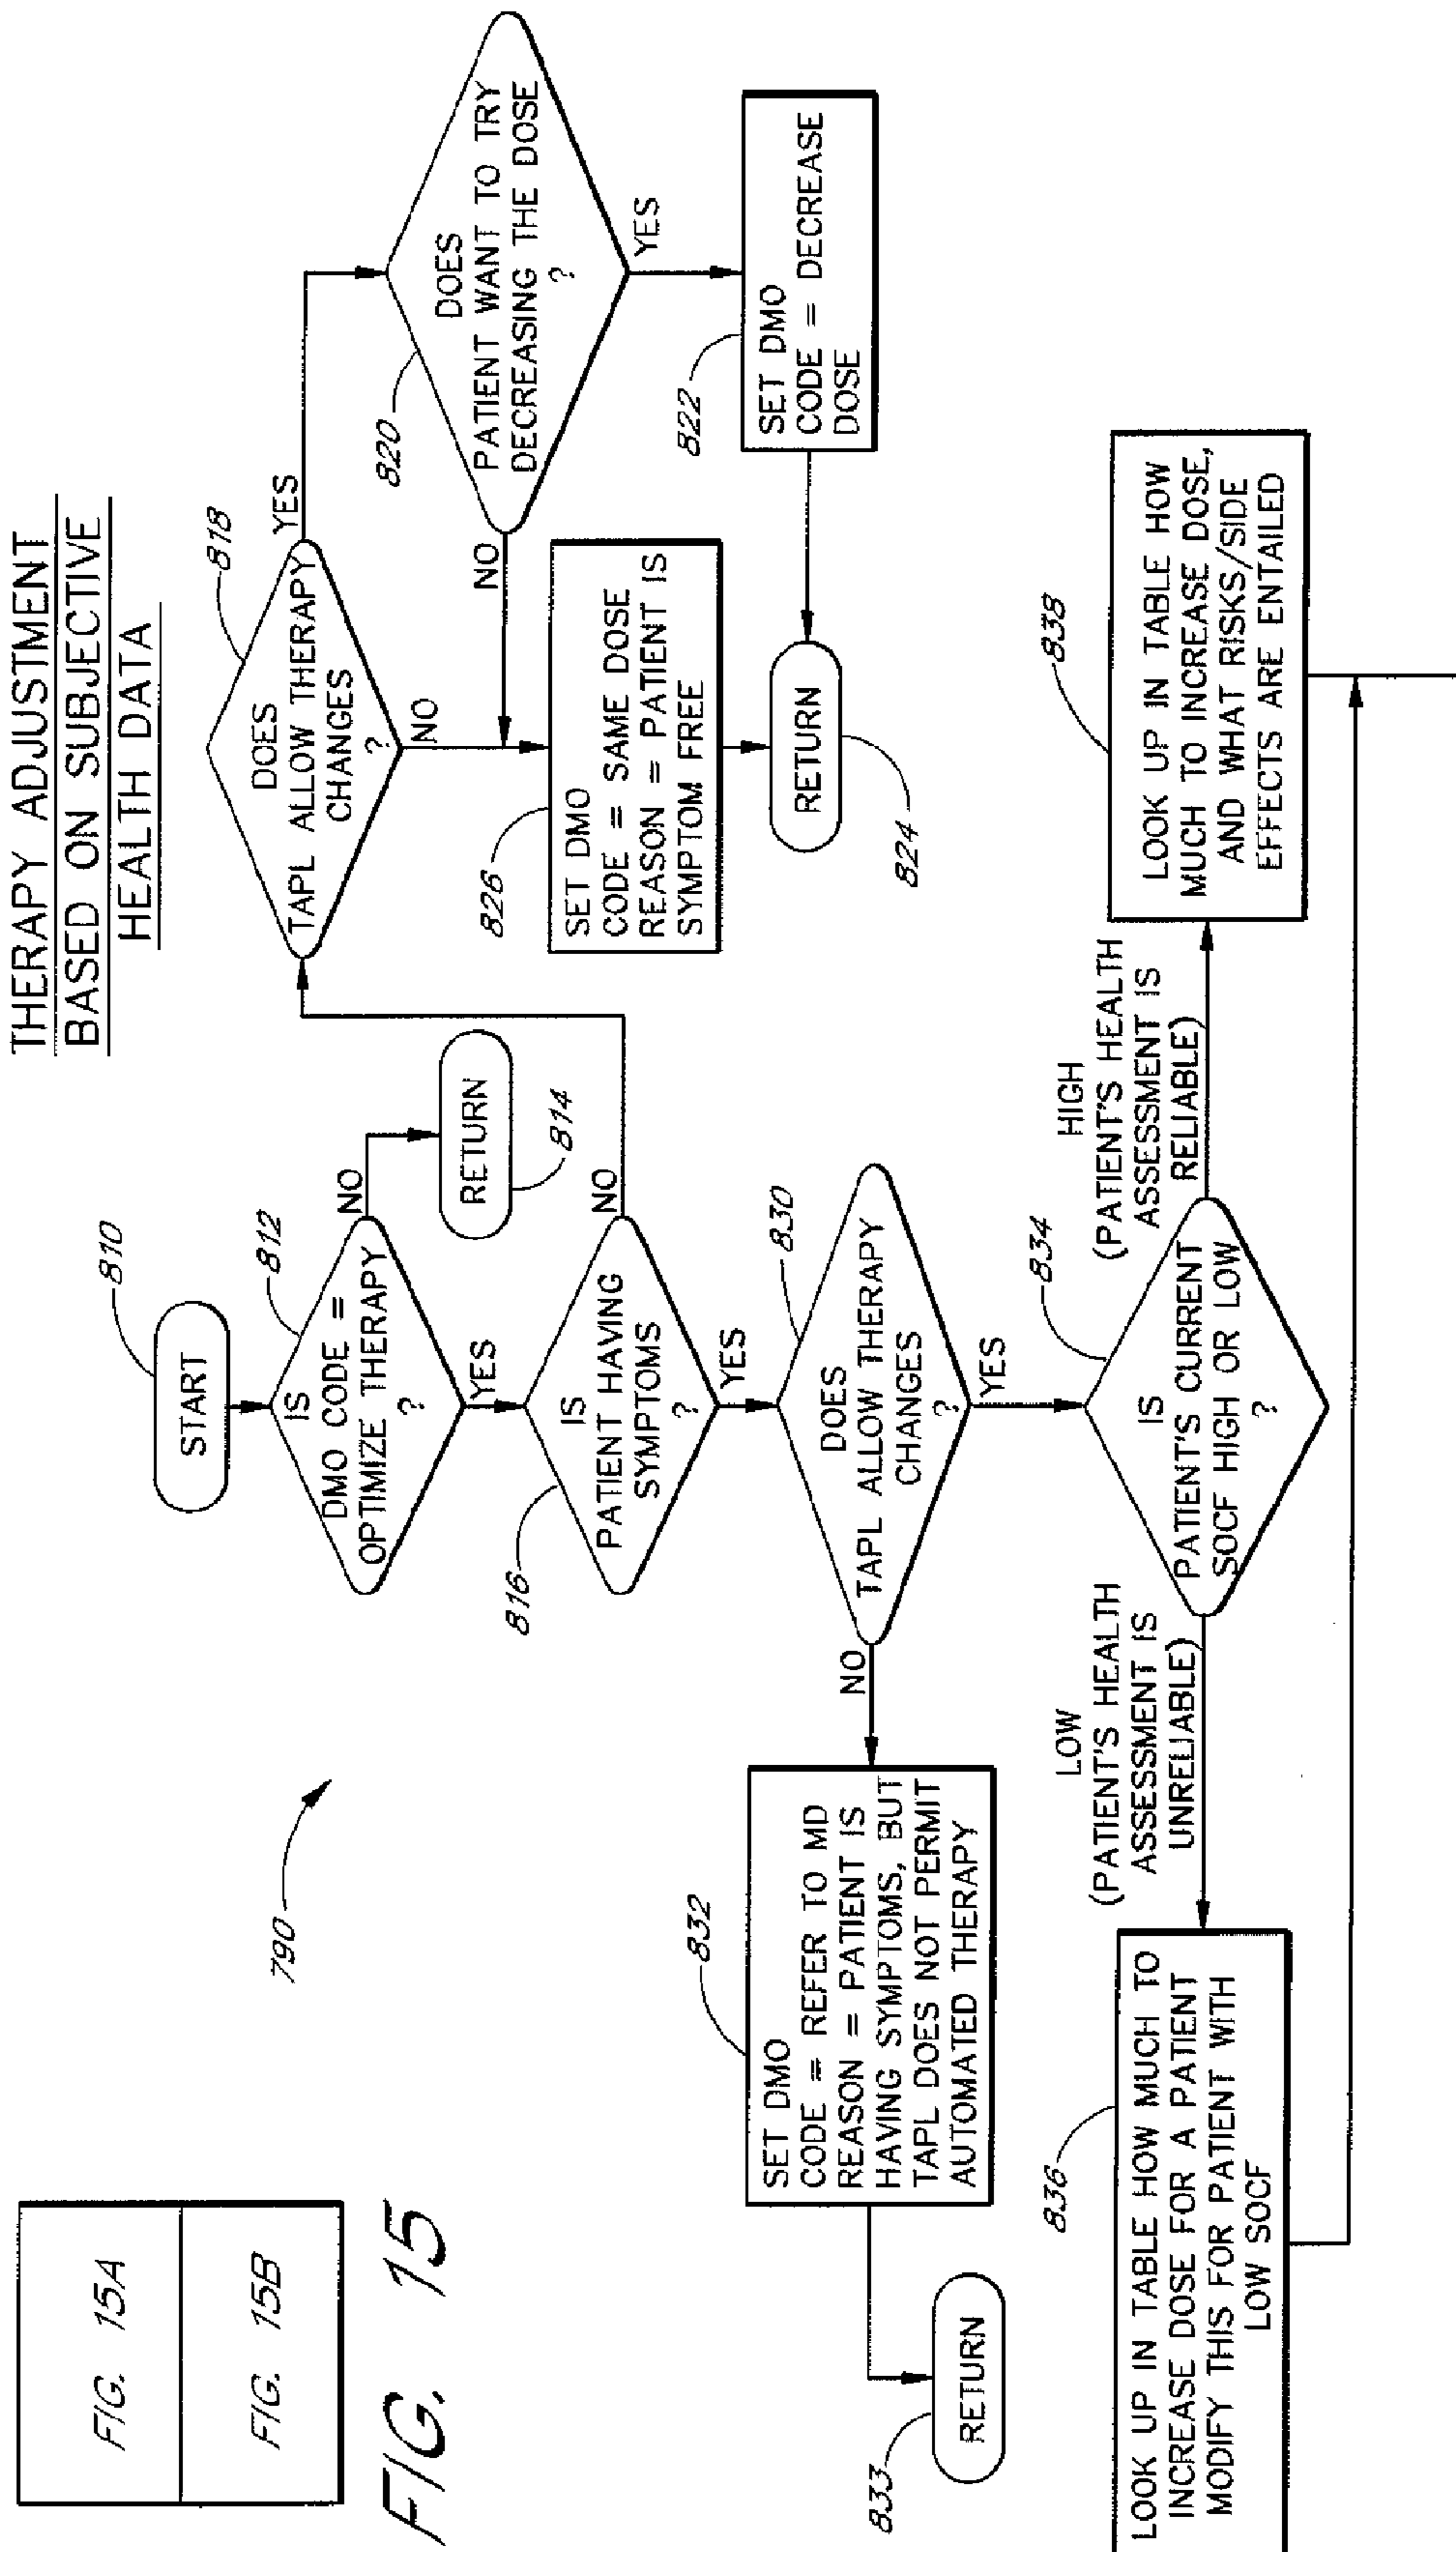 FIG. 15A
FIG. 15B
FIG. 15
THERAPY ADJUSTMENT
BASED ON SUBJECTIVE
HEALTH DATA
790
810
START
812
IS
DMO CODE =
OPTIMIZE THERAPY
?
NO
RETURN
814
YES
816
IS
PATIENT HAVING
SYMPTOMS
?
NO
818
DOES
TAPL ALLOW THERAPY
CHANGES
?
YES
NO
820
DOES
PATIENT WANT TO TRY
DECREASING THE DOSE
?
NO
YES
822
SET DMO
CODE = DECREASE
DOSE
826
SET DMO
CODE = SAME DOSE
REASON = PATIENT IS
SYMPTOM FREE
RETURN
824
YES
830
DOES
TAPL ALLOW THERAPY
CHANGES
?
NO
832
SET DMO
CODE = REFER TO MD
REASON = PATIENT IS
HAVING SYMPTOMS, BUT
TAPL DOES NOT PERMIT
AUTOMATED THERAPY
833
RETURN
YES
834
IS
PATIENT'S CURRENT
SOCF HIGH OR LOW
?
LOW
(PATIENT'S HEALTH
ASSESSMENT IS
UNRELIABLE)
HIGH
(PATIENT'S HEALTH
ASSESSMENT IS
RELIABLE)
836
LOOK UP IN TABLE HOW MUCH TO
INCREASE DOSE FOR A PATIENT
MODIFY THIS FOR PATIENT WITH
LOW SOCF
838
LOOK UP IN TABLE HOW
MUCH TO INCREASE DOSE,
AND WHAT RISKS/SIDE
EFFECTS ARE ENTAILED